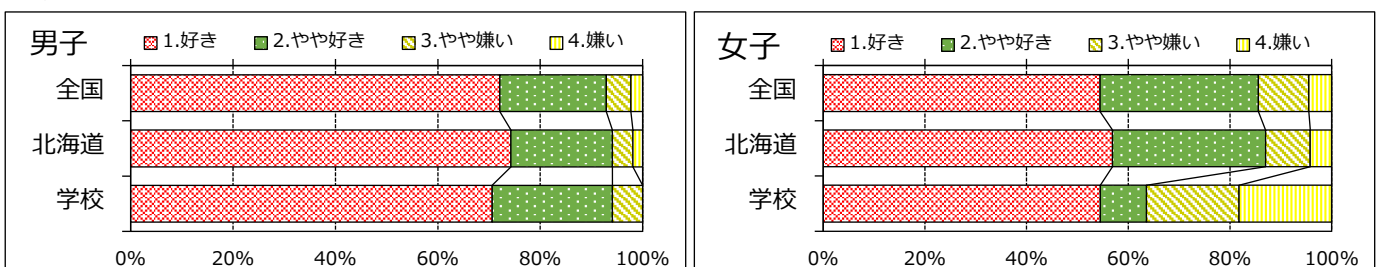 男子
1.好き 2.やや好き 3.やや嫌い 4.嫌い
全国
北海道
学校
0% 20% 40% 60% 80% 100%
女子
1.好き 2.やや好き 3.やや嫌い 4.嫌い
全国
北海道
学校
0% 20% 40% 60% 80% 100%